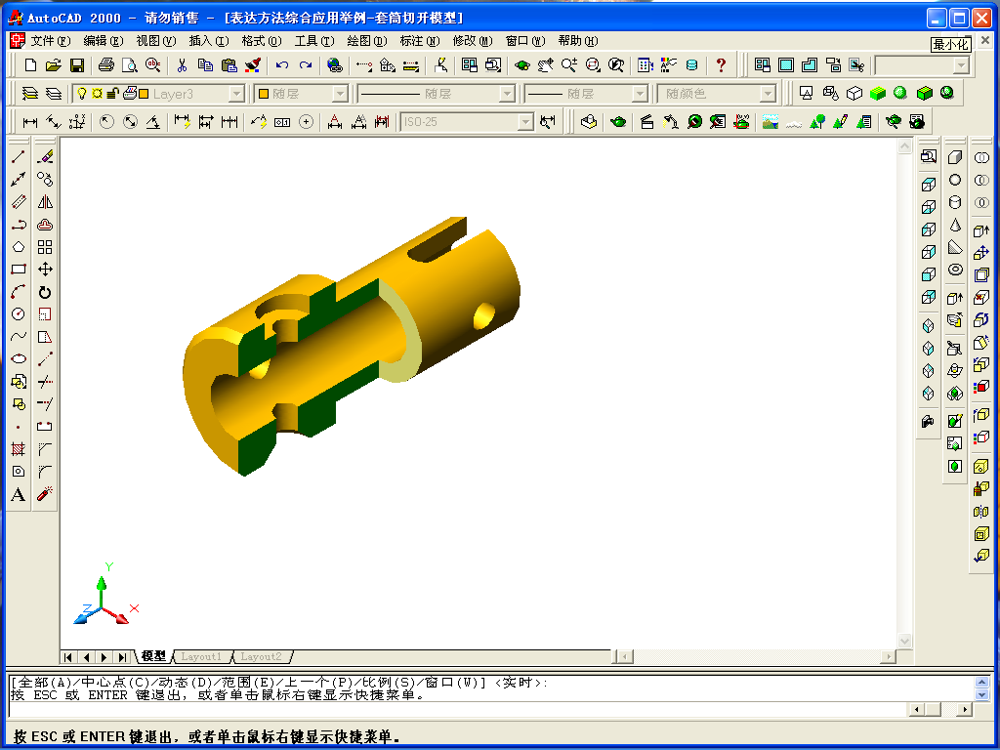 AutoCAD 2000 - 请勿销售 - [表达方法综合应用举例-套筒切开模型]
文件(F) 编辑(E) 视图(V) 插入(I) 格式(O) 工具(T) 绘图(D) 标注(N) 修改(M) 窗口(W) 帮助(H)
最小化
Layer3 随层 随层 随层 随颜色
ISO-25
A
Y
Z X
模型 Layout1 Layout2
[全部(A)/中心点(C)/动态(D)/范围(E)/上一个(P)/比例(S)/窗口(W)] <实时>:
按 ESC 或 ENTER 键退出，或者单击鼠标右键显示快捷菜单。
按 ESC 或 ENTER 键退出，或者单击鼠标右键显示快捷菜单。